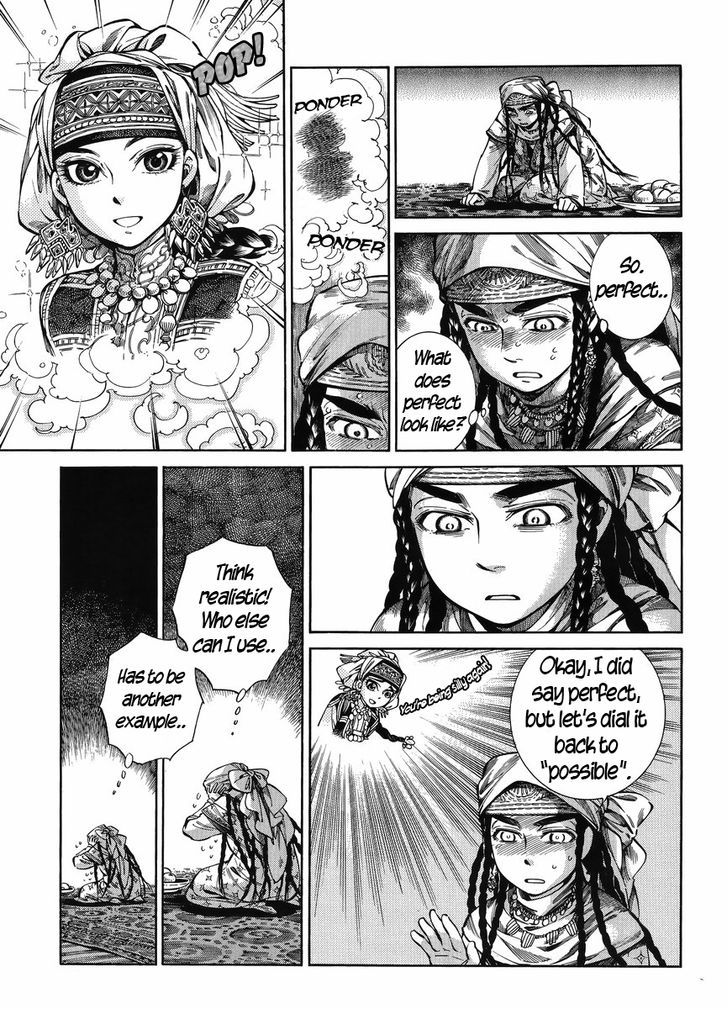 So.
perfect..
What
does
perfect
look like?
PONDER
PONDER
POP!
Okay, I did
say perfect,
but let's dial it
back to
"possible".
You're being silly again!
Think
realistic!
Who else
can I use..
Has to be
another
example..